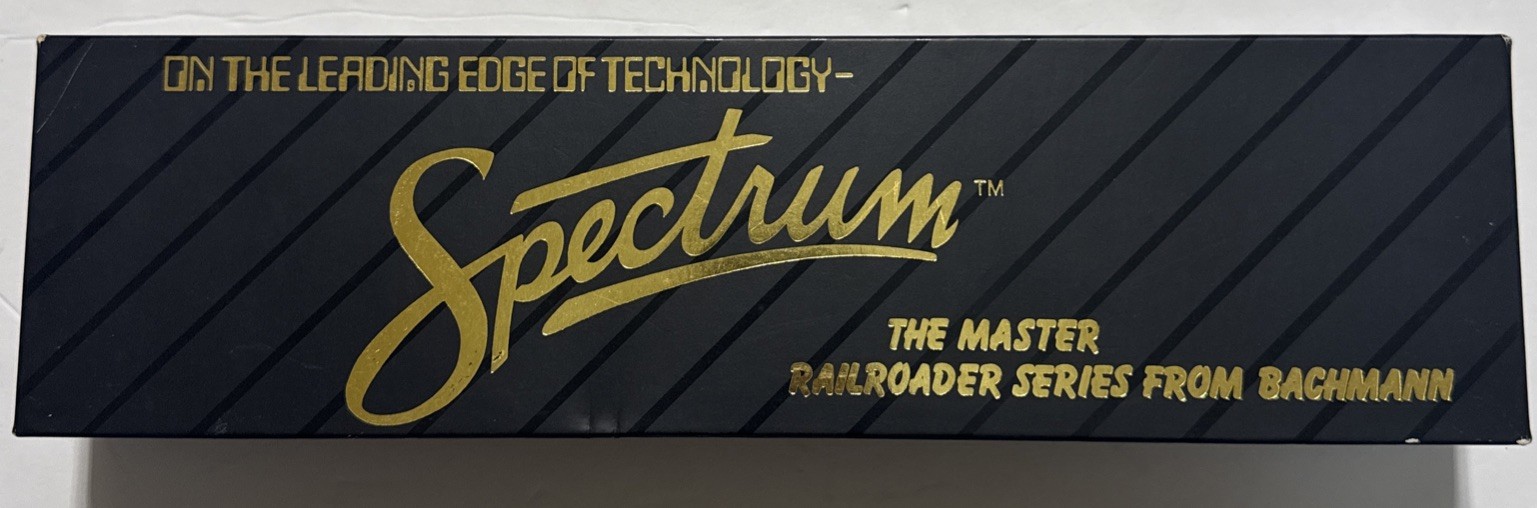 ON THE LEADING EDGE OF TECHNOLOGY-
Spectrum™
THE MASTER
RAILROADER SERIES FROM BACHMANN